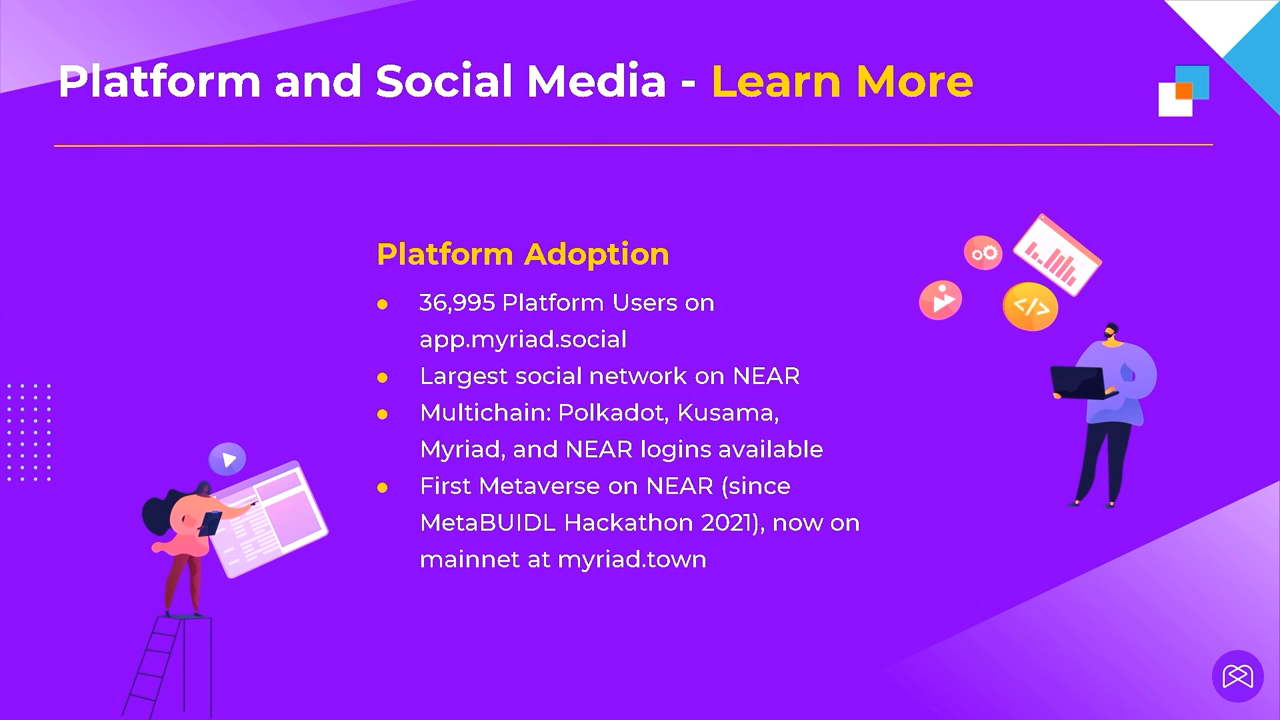 Platform and Social Media - Learn More
Platform Adoption
● 36,995 Platform Users on
app.myriad.social
● Largest social network on NEAR
● Multichain: Polkadot, Kusama,
Myriad, and NEAR logins available
● First Metaverse on NEAR (since
MetaBUIDL Hackathon 2021), now on
mainnet at myriad.town